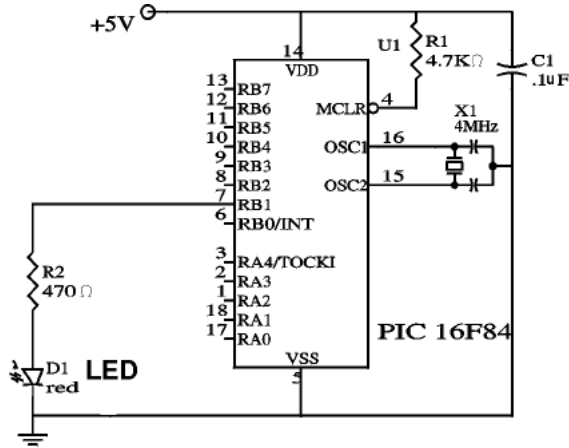 +5V
14
VDD
U1
R1
4.7KΩ
C1
.1uF
13 RB7
12 RB6
11 RB5
10 RB4
9 RB3
8 RB2
7 RB1
6 RB0/INT
3 RA4/TOCKI
2 RA3
1 RA2
18 RA1
17 RA0
MCLR 4
OSC1 16
OSC2 15
X1
4MHz
R2
470Ω
D1
red
LED
PIC 16F84
VSS
5